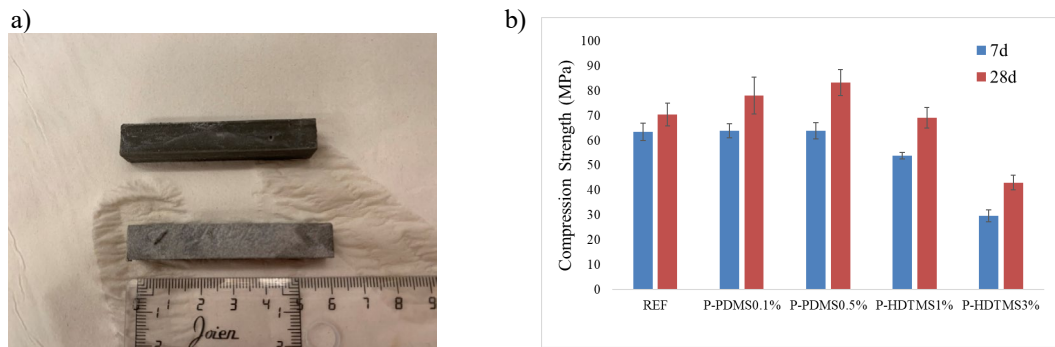 a)
b)
100
90
80
70
60
50
40
30
20
10
0
Compression Strength (MPa)
7d
28d
REF
P-PDMS0.1%
P-PDMS0.5%
P-HDTMS1%
P-HDTMS3%
1 2 3 4 5 6 7 8 9
Joien